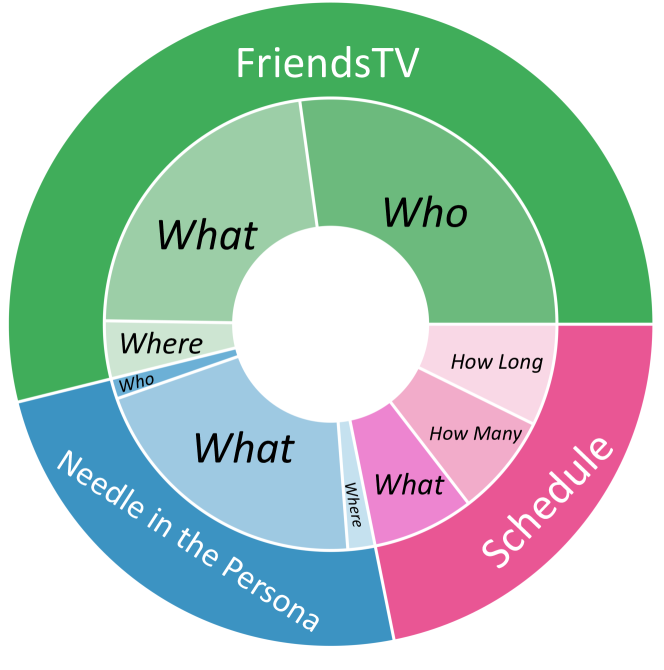 FriendsTV
Who
What
Where
Who
What
Where
Needle in the Persona
How Long
How Many
What
Schedule